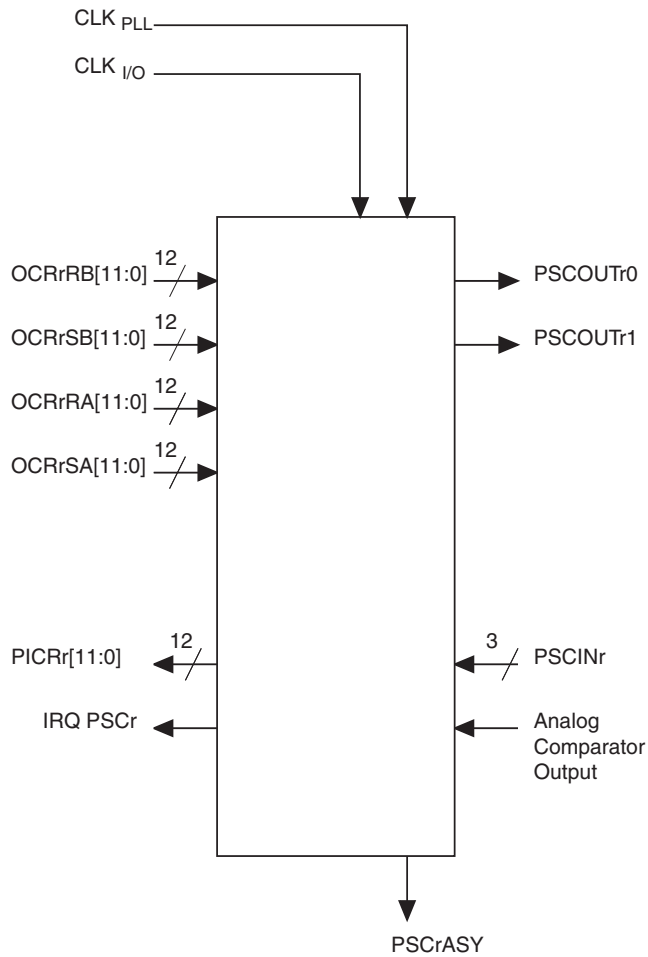 CLK PLL
CLK I/O
12
OCRrRB[11:0]
PSCOUTr0
12
OCRrSB[11:0]
PSCOUTr1
12
OCRrRA[11:0]
12
OCRrSA[11:0]
12
PICRr[11:0]
3
PSCINr
IRQ PSCr
Analog
Comparator
Output
PSCrASY